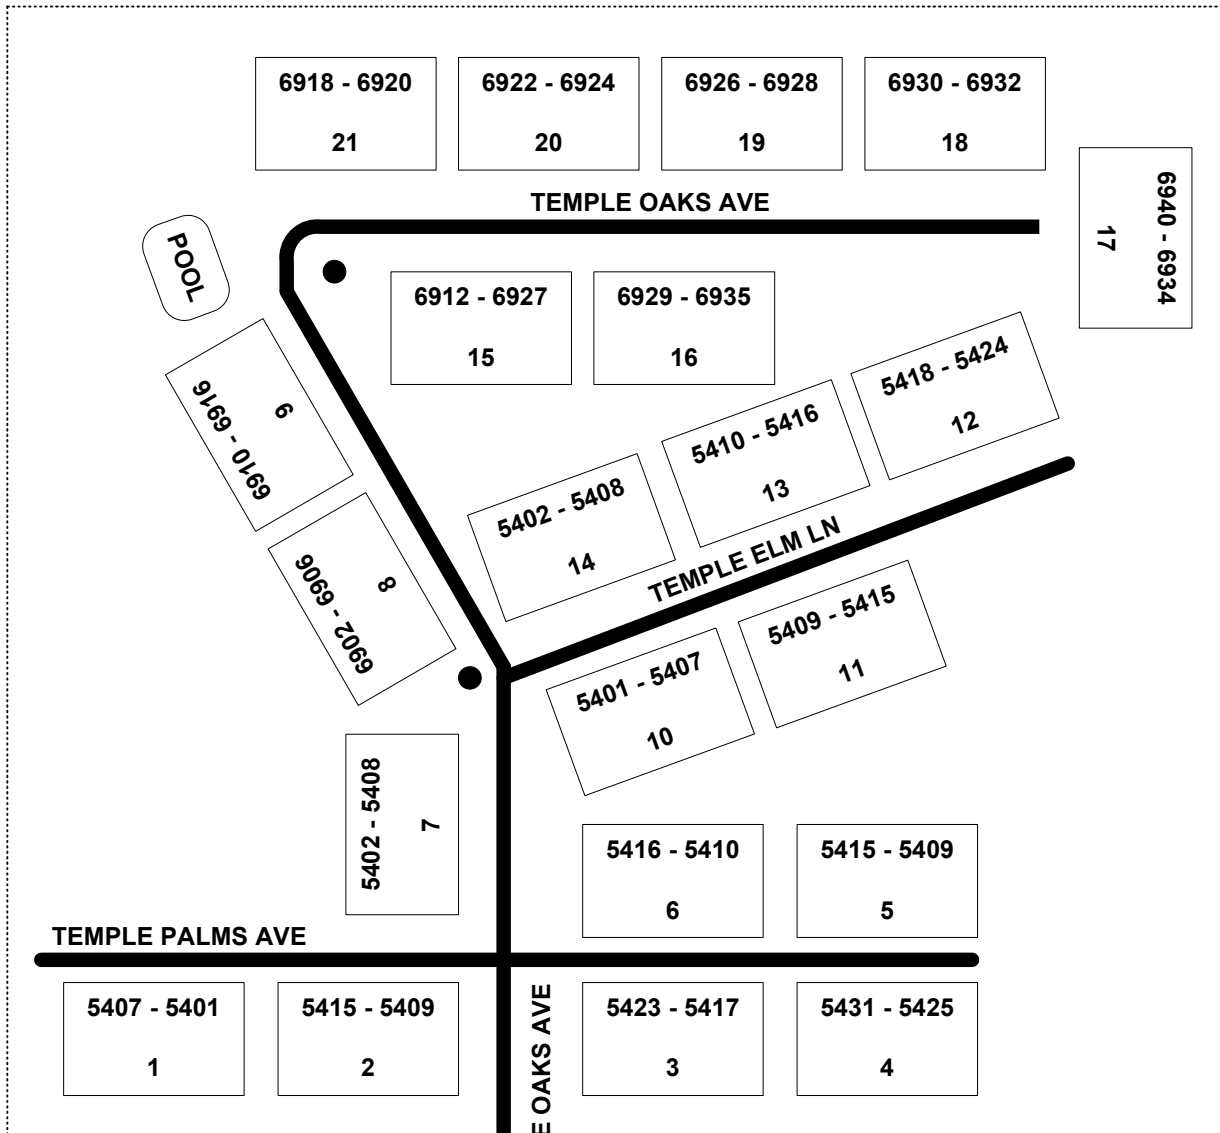 6918 - 6920
21
6922 - 6924
20
6926 - 6928
19
6930 - 6932
18
6940 - 6934
17
TEMPLE OAKS AVE
POOL
6912 - 6927
15
6929 - 6935
16
6910 - 6916
9
5418 - 5424
12
5410 - 5416
13
5402 - 5408
14
TEMPLE ELM LN
6902 - 6906
8
5409 - 5415
11
5401 - 5407
10
5402 - 5408
7
5416 - 5410
6
5415 - 5409
5
TEMPLE PALMS AVE
5407 - 5401
1
5415 - 5409
2
E OAKS AVE
5423 - 5417
3
5431 - 5425
4